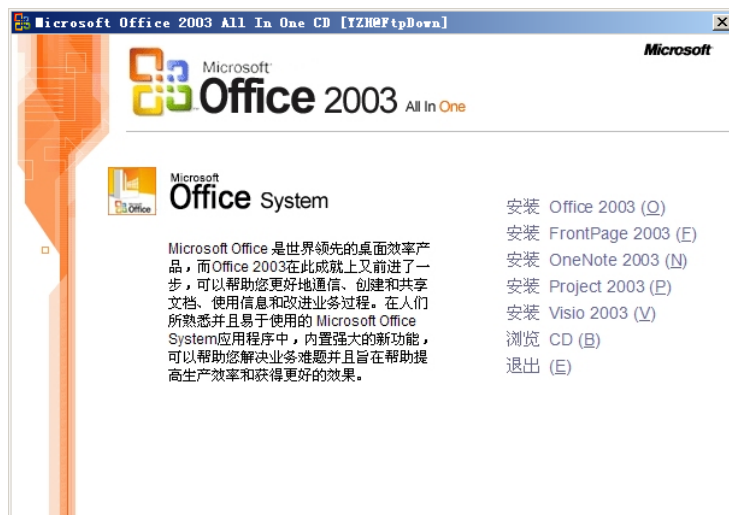 Microsoft Office 2003 All In One CD [YZH@FtpDown]
Microsoft
Microsoft
Office 2003 All In One
Microsoft
Office System
Office
Microsoft Office 是世界领先的桌面效率产
品，而Office 2003在此成就上又前进了一
步，可以帮助您更好地通信、创建和共享
文档、使用信息和改进业务过程。在人们
所熟悉并且易于使用的 Microsoft Office
System应用程序中，内置强大的新功能，
可以帮助您解决业务难题并且旨在帮助提
高生产效率和获得更好的效果。
安装 Office 2003 (O)
安装 FrontPage 2003 (F)
安装 OneNote 2003 (N)
安装 Project 2003 (P)
安装 Visio 2003 (V)
浏览 CD (B)
退出 (E)